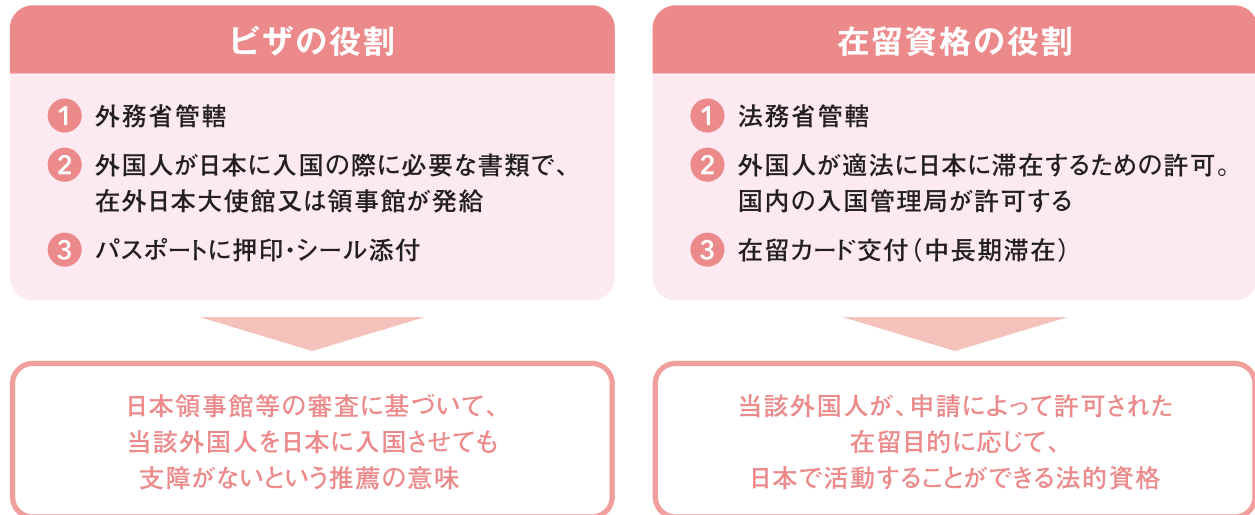 ビザの役割
1 外務省管轄
2 外国人が日本に入国の際に必要な書類で、
在外日本大使館又は領事館が発給
3 パスポートに押印・シール添付
日本領事館等の審査に基づいて、
当該外国人を日本に入国させても
支障がないという推薦の意味
在留資格の役割
1 法務省管轄
2 外国人が適法に日本に滞在するための許可。
国内の入国管理局が許可する
3 在留カード交付（中長期滞在）
当該外国人が、申請によって許可された
在留目的に応じて、
日本で活動することができる法的資格